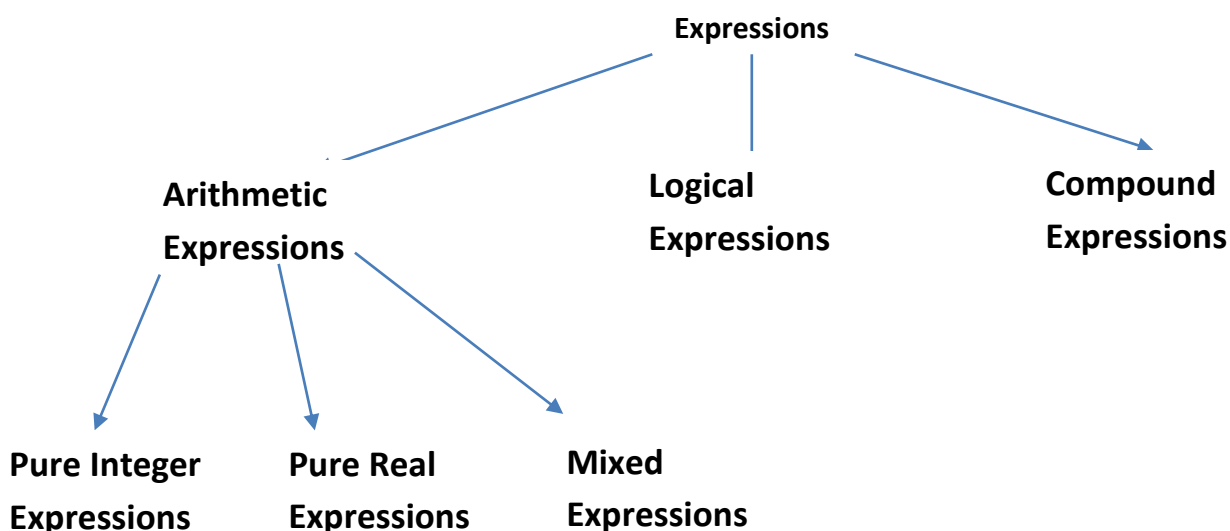 Expressions
Arithmetic
Expressions
Logical
Expressions
Compound
Expressions
Pure Integer
Expressions
Pure Real
Expressions
Mixed
Expressions